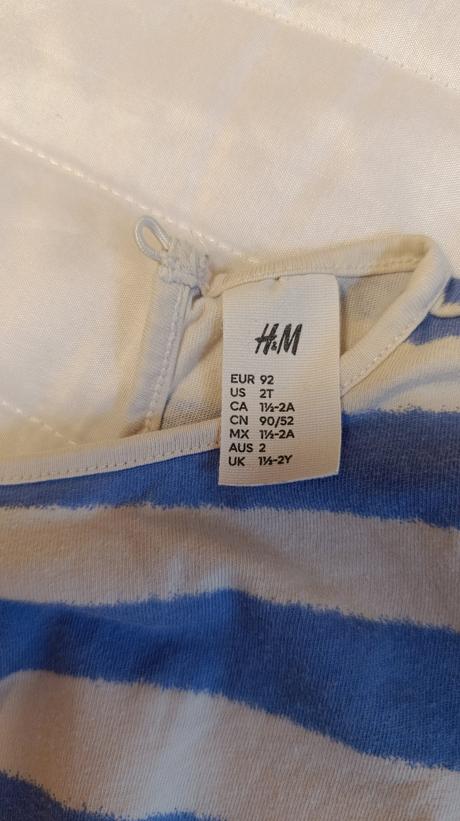 H&M
EUR 92
US 2T
CA 1½-2A
CN 90/52
MX 1½-2A
AUS 2
UK 1½-2Y